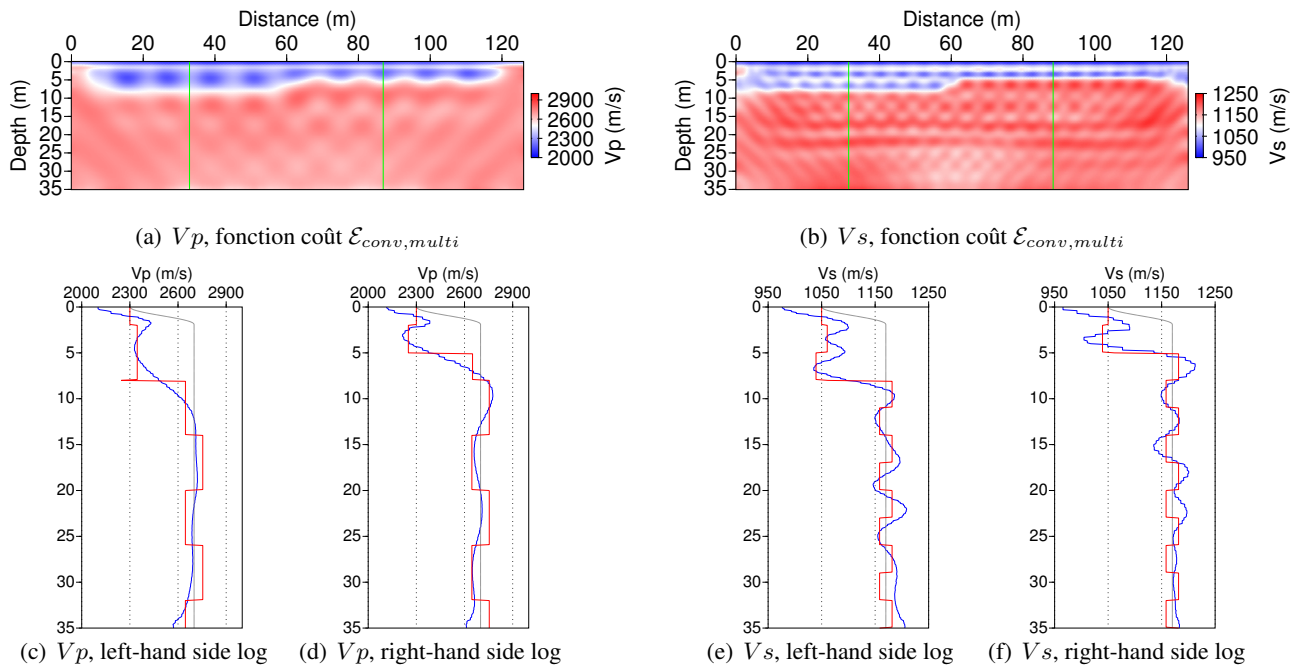 Distance (m)
0 20 40 60 80 100 120
Depth (m)
0
5
10
15
20
25
30
35
2900
2600
2300
2000
Vp (m/s)
(a) Vp, fonction coût ℰconv,multi
Distance (m)
0 20 40 60 80 100 120
Depth (m)
0
5
10
15
20
25
30
35
1250
1150
1050
950
Vs (m/s)
(b) Vs, fonction coût ℰconv,multi
Vp (m/s)
2000 2300 2600 2900
0
5
10
15
20
25
30
35
(c) Vp, left-hand side log
Vp (m/s)
2000 2300 2600 2900
0
5
10
15
20
25
30
35
(d) Vp, right-hand side log
Vs (m/s)
950 1050 1150 1250
0
5
10
15
20
25
30
35
(e) Vs, left-hand side log
Vs (m/s)
950 1050 1150 1250
0
5
10
15
20
25
30
35
(f) Vs, right-hand side log